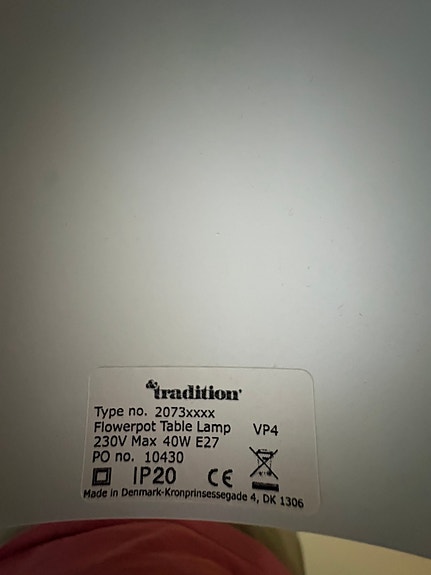 &tradition®
Type no. 2073xxxx
Flowerpot Table Lamp VP4
230V Max 40W E27
PO no. 10430
IP20 CE
Made in Denmark-Kronprinsessegade 4, DK 1306